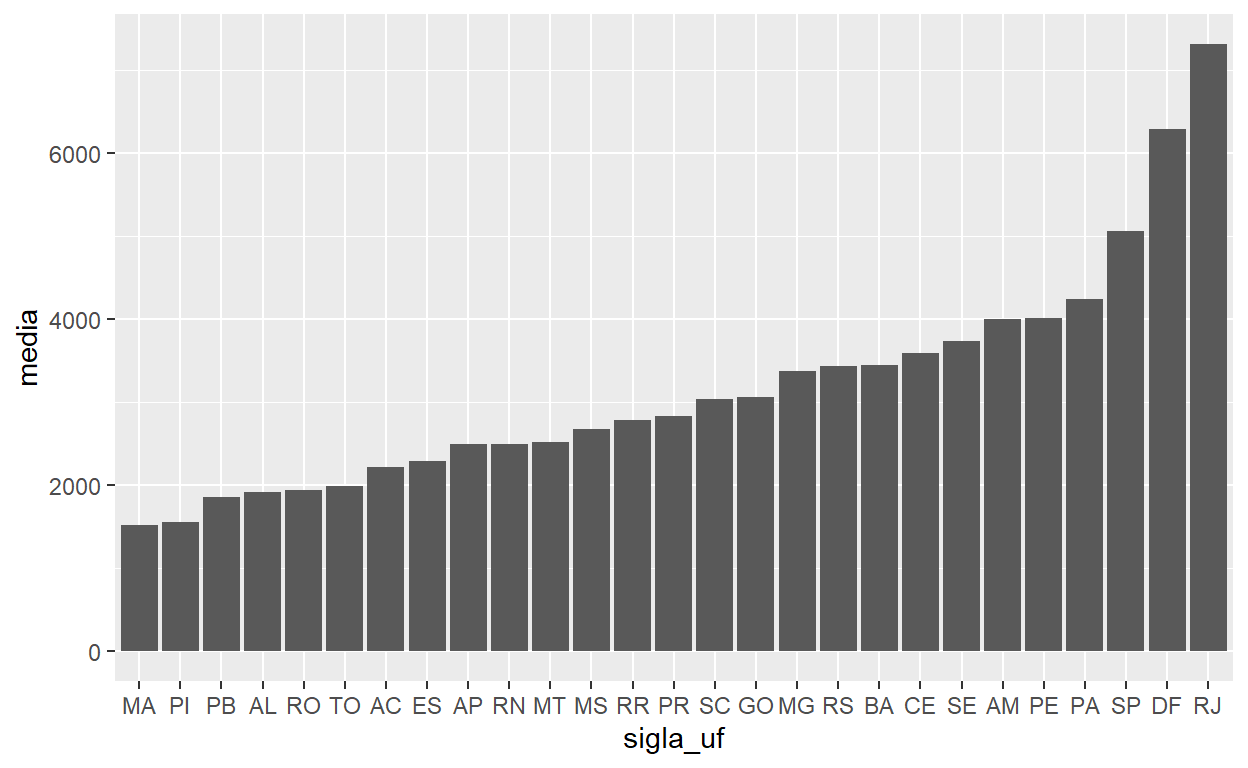 media
6000
4000
2000
0
MA PI PB AL RO TO AC ES AP RN MT MS RR PR SC GO MG RS BA CE SE AM PE PA SP DF RJ
sigla_uf